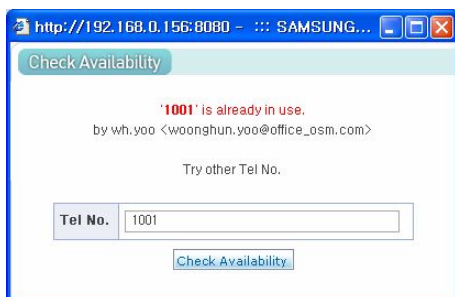 http://192.168.0.156:8080 - ::: SAMSUNG...
Check Availability
'1001' is already in use.
by wh.yoo <woonghun.yoo@office_osm.com>
Try other Tel No.
Tel No. 1001
Check Availability